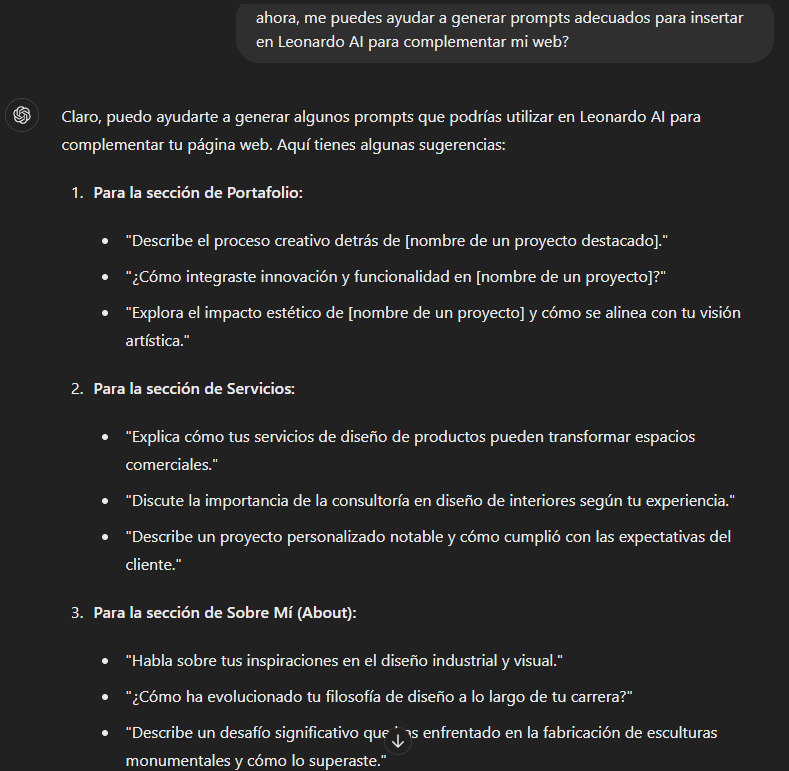 ahora, me puedes ayudar a generar prompts adecuados para insertar
en Leonardo AI para complementar mi web?
Claro, puedo ayudarte a generar algunos prompts que podrías utilizar en Leonardo AI para
complementar tu página web. Aquí tienes algunas sugerencias:
1. Para la sección de Portafolio:
• "Describe el proceso creativo detrás de [nombre de un proyecto destacado]."
• "¿Cómo integraste innovación y funcionalidad en [nombre de un proyecto]?"
• "Explora el impacto estético de [nombre de un proyecto] y cómo se alinea con tu visión
artística."
2. Para la sección de Servicios:
• "Explica cómo tus servicios de diseño de productos pueden transformar espacios
comerciales."
• "Discute la importancia de la consultoría en diseño de interiores según tu experiencia."
• "Describe un proyecto personalizado notable y cómo cumplió con las expectativas del
cliente."
3. Para la sección de Sobre Mí (About):
• "Habla sobre tus inspiraciones en el diseño industrial y visual."
• "¿Cómo ha evolucionado tu filosofía de diseño a lo largo de tu carrera?"
• "Describe un desafío significativo que enfrentado en la fabricación de esculturas
monumentales y cómo lo superaste."